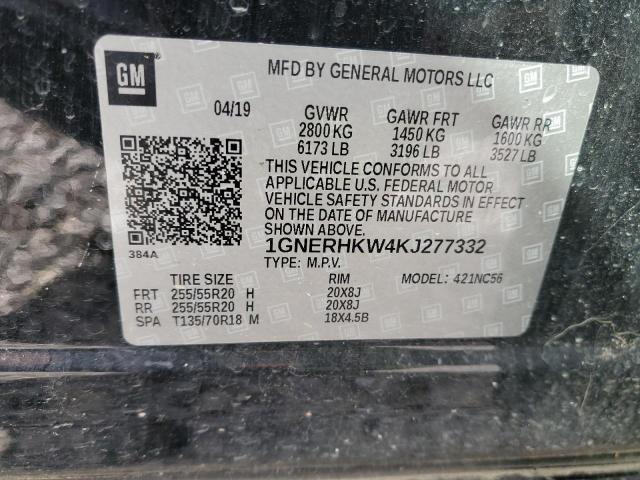 GM
MFD BY GENERAL MOTORS LLC
04/19 GVWR GAWR FRT GAWR RR
2800 KG 1450 KG 1600 KG
6173 LB 3196 LB 3527 LB
THIS VEHICLE CONFORMS TO ALL
APPLICABLE U.S. FEDERAL MOTOR
VEHICLE SAFETY STANDARDS IN EFFECT
ON THE DATE OF MANUFACTURE
SHOWN ABOVE.
384A
1GNERHKW4KJ277332
TYPE: M.P.V. MODEL: 421NC56
TIRE SIZE RIM
FRT 255/55R20 H 20X8J
RR 255/55R20 H 20X8J
SPA T135/70R18 M 18X4.5B